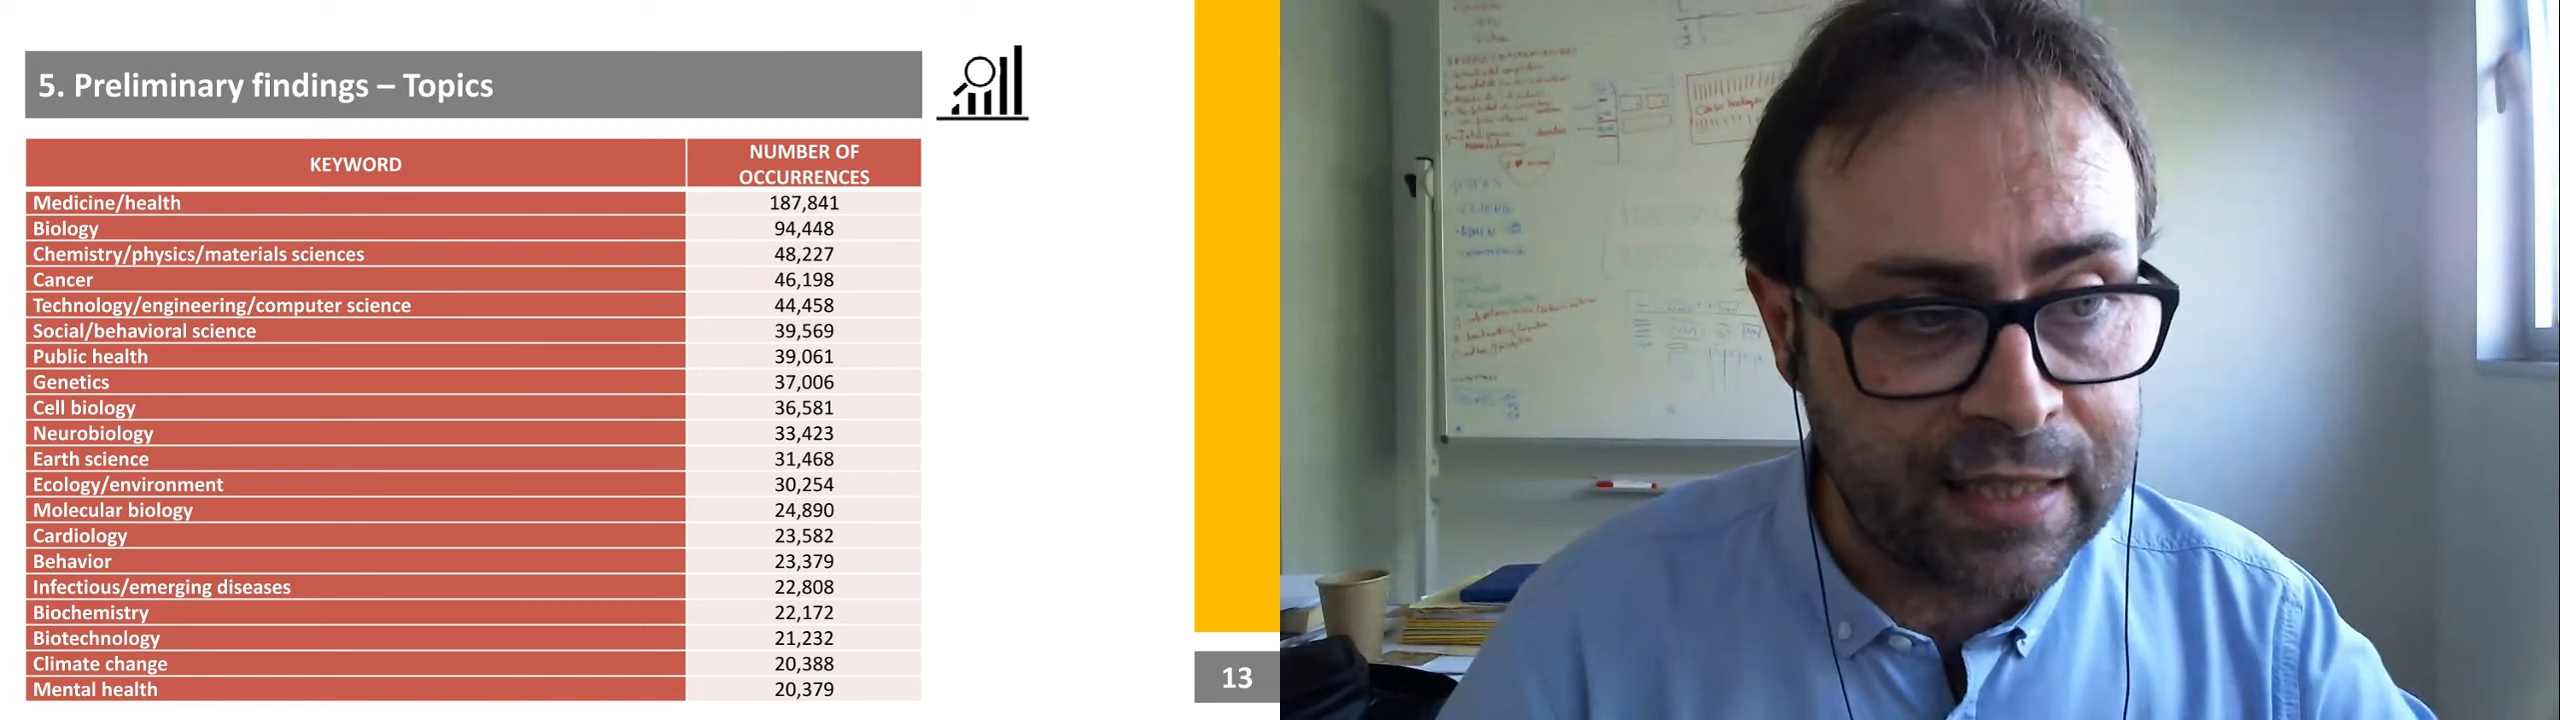 5. Preliminary findings – Topics
KEYWORD
NUMBER OF
OCCURRENCES
Medicine/health 187,841
Biology 94,448
Chemistry/physics/materials sciences 48,227
Cancer 46,198
Technology/engineering/computer science 44,458
Social/behavioral science 39,569
Public health 39,061
Genetics 37,006
Cell biology 36,581
Neurobiology 33,423
Earth science 31,468
Ecology/environment 30,254
Molecular biology 24,890
Cardiology 23,582
Behavior 23,379
Infectious/emerging diseases 22,808
Biochemistry 22,172
Biotechnology 21,232
Climate change 20,388
Mental health 20,379
13